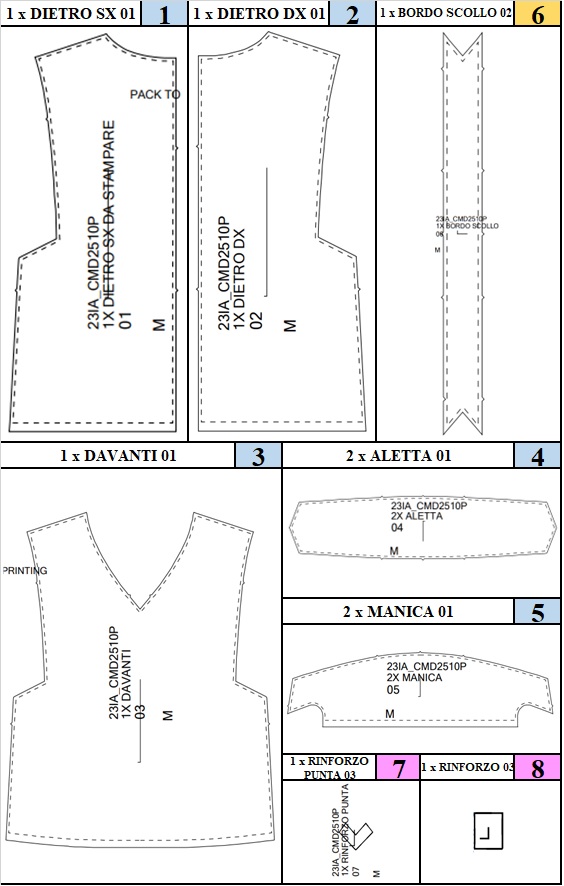 1 x DIETRO SX 01
1
PACK TO
23IA_CMD2510P
1X DIETRO SX DA STAMPARE
01
M
1 x DIETRO DX 01
2
23IA_CMD2510P
1X DIETRO DX
02
M
1 x BORDO SCOLLO 02
6
23IA_CMD2510P
1X BORDO SCOLLO
06
M
1 x DAVANTI 01
3
PRINTING
23IA_CMD2510P
1X DAVANTI
03
M
2 x ALETTA 01
4
23IA_CMD2510P
2X ALETTA
04
M
2 x MANICA 01
5
23IA_CMD2510P
2X MANICA
05
M
1 x RINFORZO
PUNTA 03
7
23IA_CMD2510P
1X RINFORZO PUNTA
07
M
1 x RINFORZO 03
8